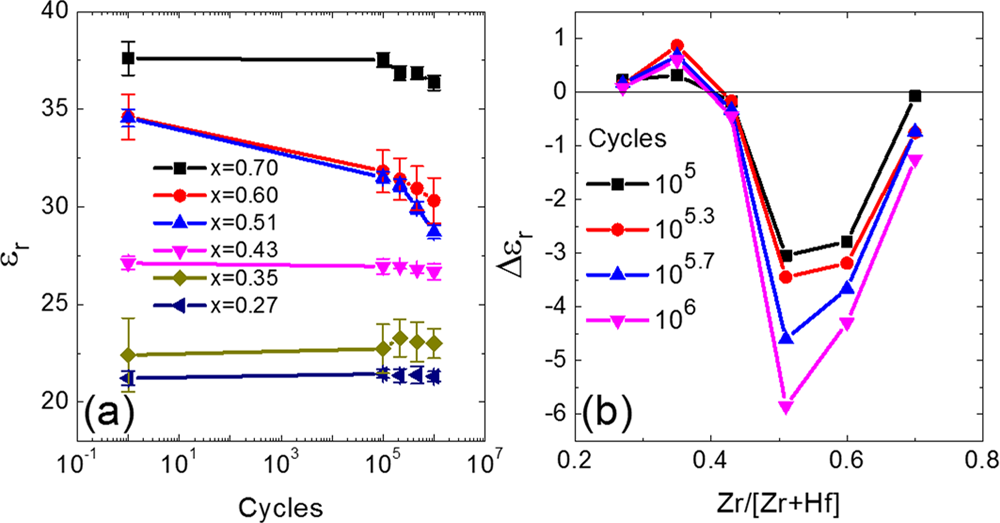 40
35
30
25
20
εr
x=0.70
x=0.60
x=0.51
x=0.43
x=0.35
x=0.27
(a)
10-1 101 103 105 107
Cycles
1
0
-1
-2
-3
-4
-5
-6
Δεr
Cycles
105
105.3
105.7
106
(b)
0.2 0.4 0.6 0.8
Zr/[Zr+Hf]